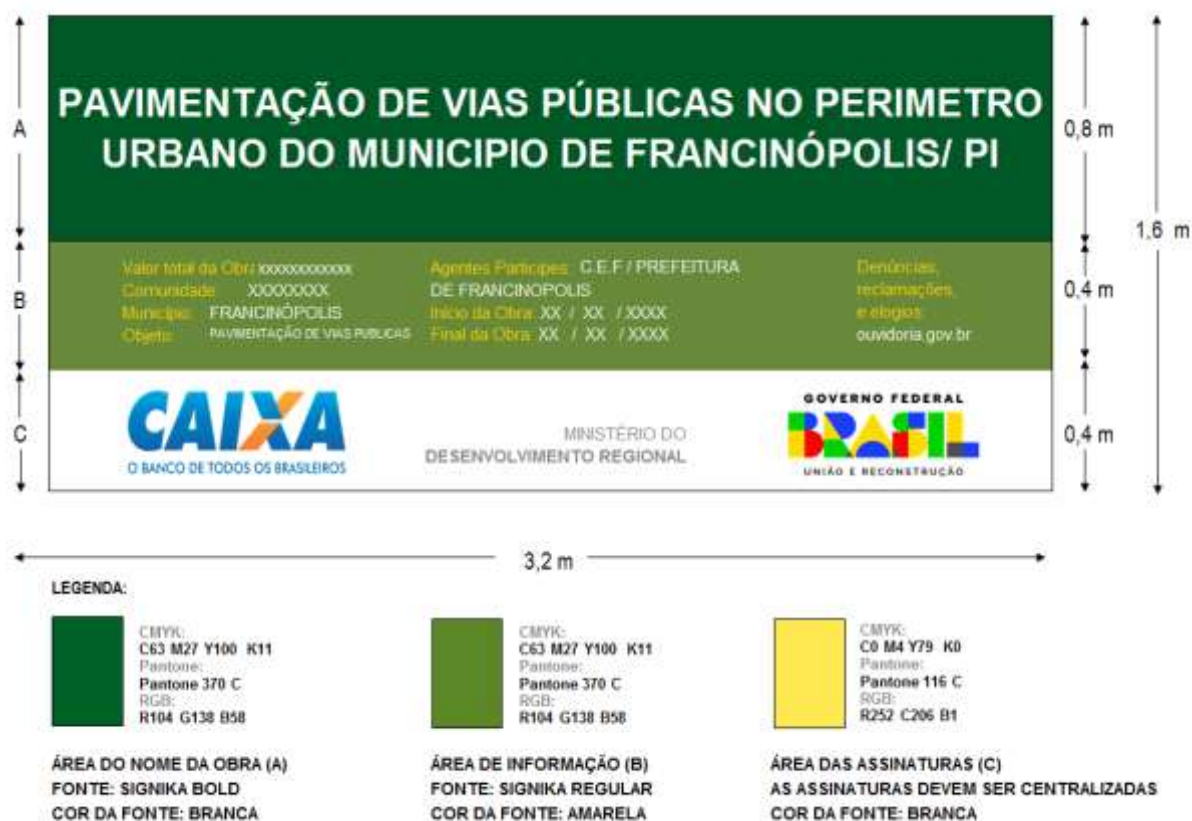 A
PAVIMENTAÇÃO DE VIAS PÚBLICAS NO PERIMETRO
URBANO DO MUNICIPIO DE FRANCINÓPOLIS/ PI
0,8 m
1,6 m
B
Valor total da Obra xxxxxxxxxxxx
Comunidade XXXXXXXX
Município: FRANCINÓPOLIS
Objeto: PAVIMENTAÇÃO DE VIAS PUBLICAS
Agentes Participes: C.E.F / PREFEITURA
DE FRANCINOPOLIS
Início da Obra: XX / XX / XXXX
Final da Obra: XX / XX / XXXX
Denúncias,
reclamações,
e elogios:
ouvidoria.gov.br
0,4 m
C
CAIXA
O BANCO DE TODOS OS BRASILEIROS
MINISTÉRIO DO
DESENVOLVIMENTO REGIONAL
GOVERNO FEDERAL
BRASIL
UNIÃO E RECONSTRUÇÃO
0,4 m
3,2 m
LEGENDA:
CMYK:
C63 M27 Y100 K11
Pantone:
Pantone 370 C
RGB:
R104 G138 B58
ÁREA DO NOME DA OBRA (A)
FONTE: SIGNIKA BOLD
COR DA FONTE: BRANCA
CMYK:
C63 M27 Y100 K11
Pantone:
Pantone 370 C
RGB:
R104 G138 B58
ÁREA DE INFORMAÇÃO (B)
FONTE: SIGNIKA REGULAR
COR DA FONTE: AMARELA
CMYK:
C0 M4 Y79 K0
Pantone:
Pantone 116 C
RGB:
R252 C206 B1
ÁREA DAS ASSINATURAS (C)
AS ASSINATURAS DEVEM SER CENTRALIZADAS
COR DA FONTE: BRANCA